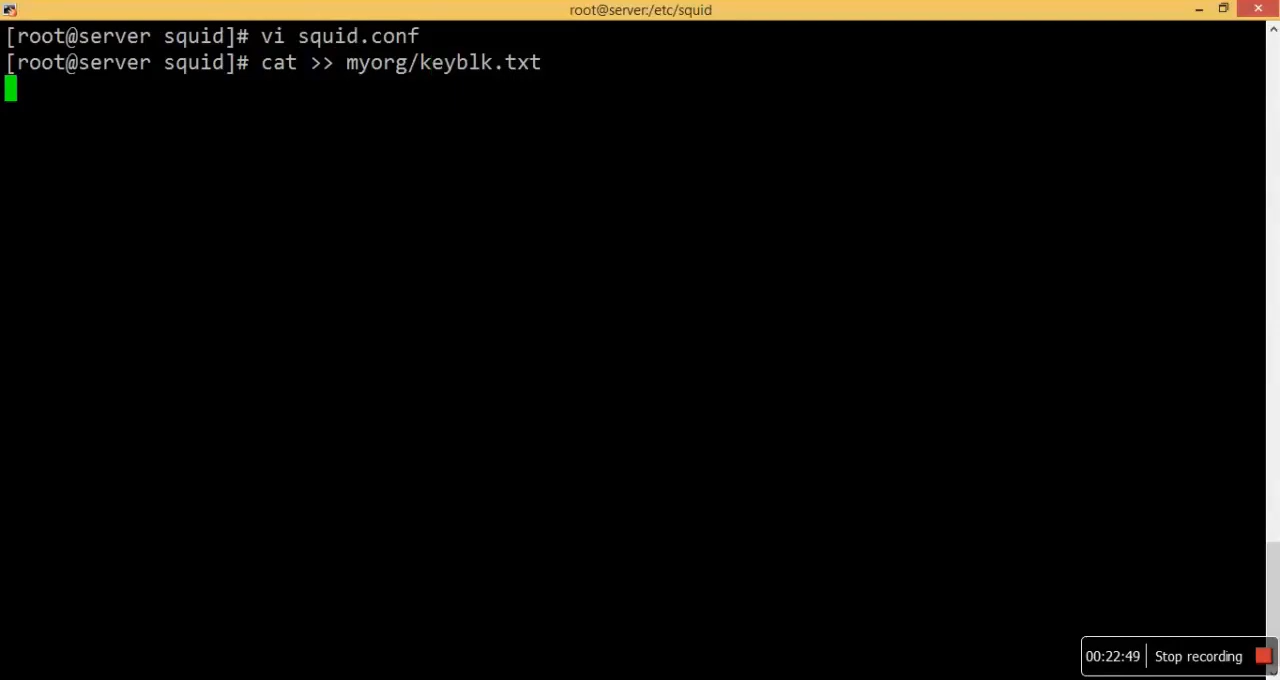 root@server:/etc/squid
[root@server squid]# vi squid.conf
[root@server squid]# cat >> myorg/keyblk.txt
00:22:49 Stop recording